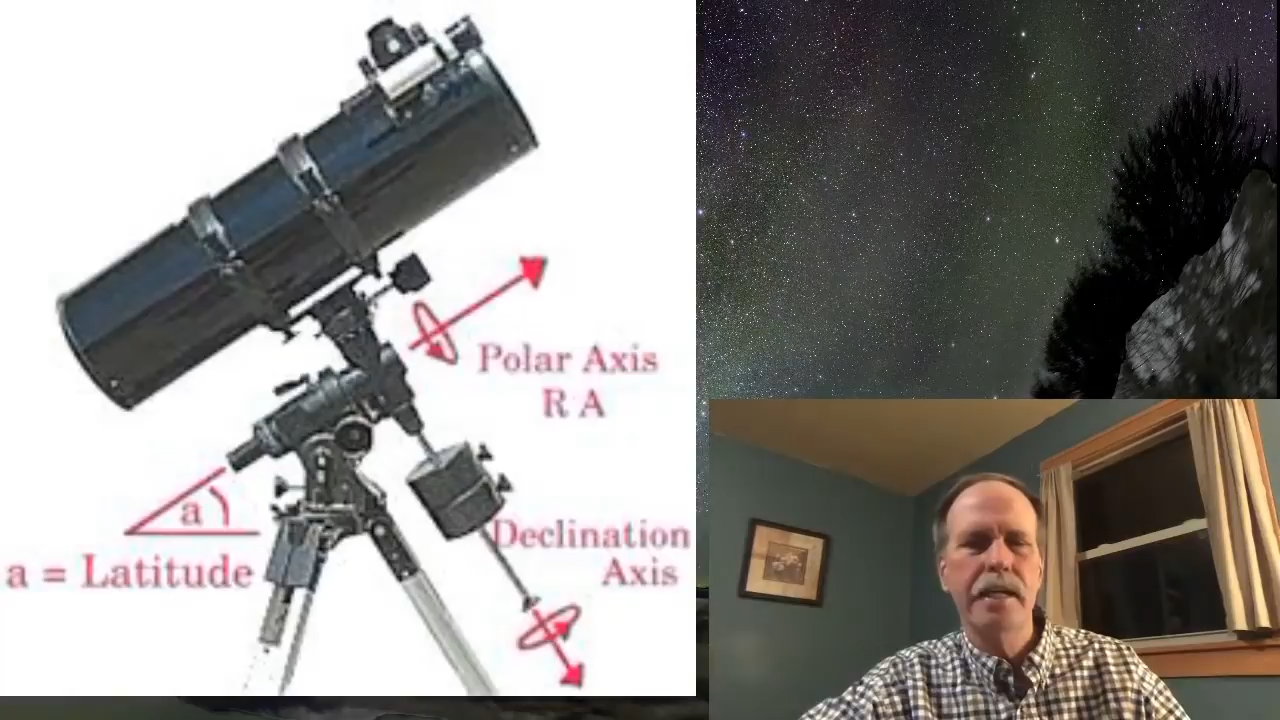 Polar Axis
R A
a
Declination
Axis
a = Latitude